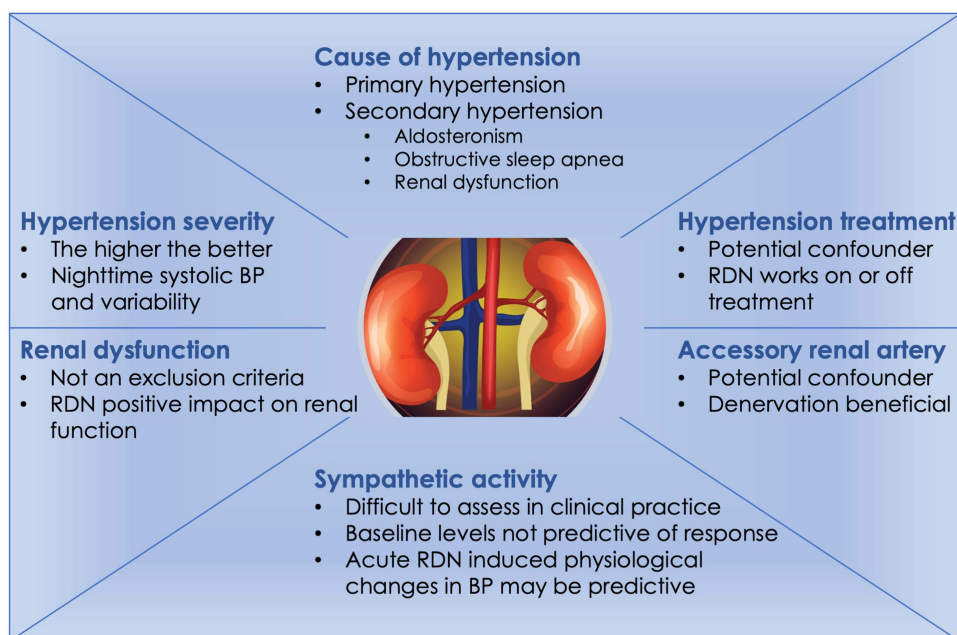 Cause of hypertension
• Primary hypertension
• Secondary hypertension
• Aldosteronism
• Obstructive sleep apnea
• Renal dysfunction
Hypertension severity
• The higher the better
• Nighttime systolic BP
and variability
Hypertension treatment
• Potential confounder
• RDN works on or off
treatment
Renal dysfunction
• Not an exclusion criteria
• RDN positive impact on renal
function
Accessory renal artery
• Potential confounder
• Denervation beneficial
Sympathetic activity
• Difficult to assess in clinical practice
• Baseline levels not predictive of response
• Acute RDN induced physiological
changes in BP may be predictive